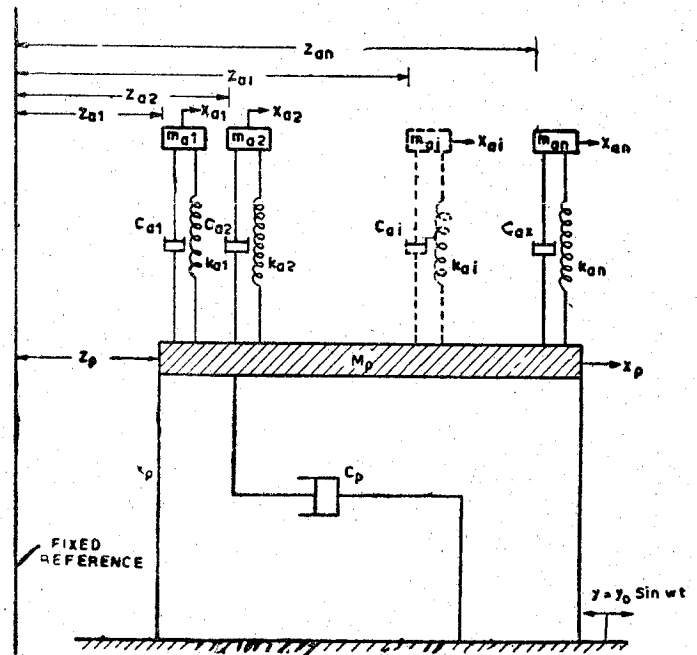 Zan
Zai
Za2
Za1
Xa1
Xa2
ma1
ma2
mai
Xai
man
Xan
Ca1
ka1
Ca2
ka2
Cai
kai
Cax
kan
Zp
Mp
Xp
Cp
FIXED
REFERENCE
y = y0 Sin wt